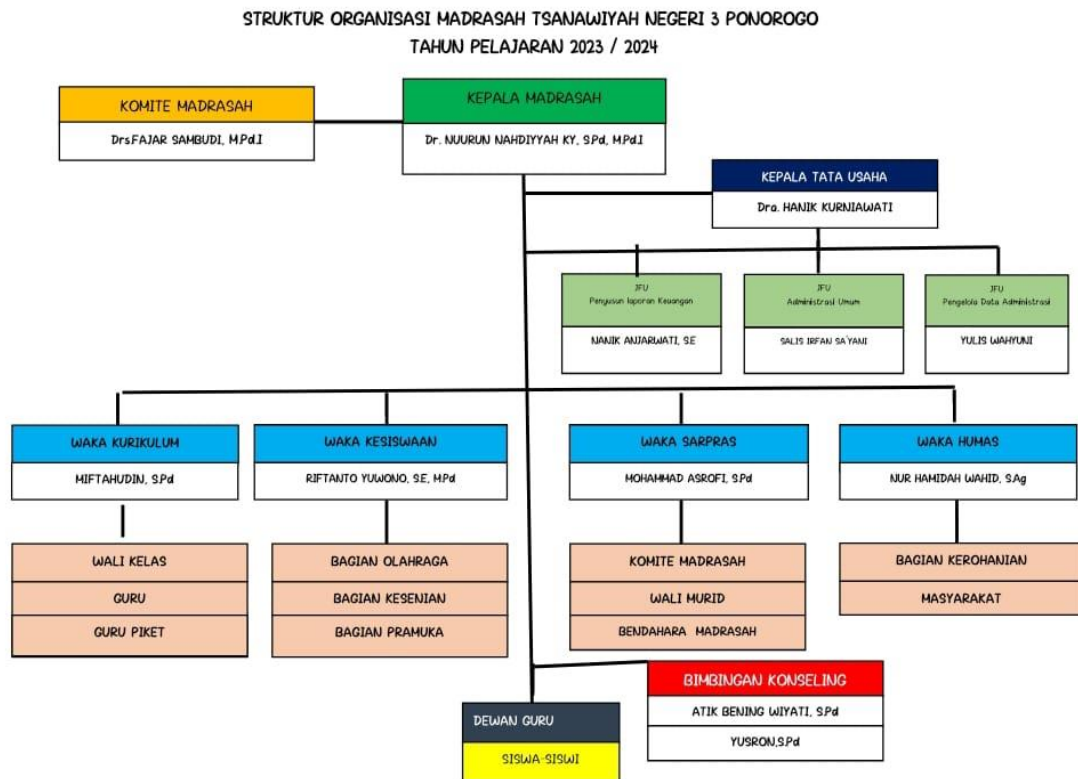 STRUKTUR ORGANISASI MADRASAH TSANAWIYAH NEGERI 3 PONOROGO
TAHUN PELAJARAN 2023 / 2024
KOMITE MADRASAH
Drs FAJAR SAMBUDI, M.Pd.I
KEPALA MADRASAH
Dr. NUURUN NAHDIYYAH KY, S.Pd, M.Pd.I
KEPALA TATA USAHA
Dra. HANIK KURNIAWATI
JFU
Penyusun laporan Keuangan
NANIK ANJARWATI, S.E
JFU
Administrasi Umum
SALIS IRFAN SA'YANI
JFU
Pengelola Data Administrasi
YULIS WAHYUNI
WAKA KURIKULUM
MIFTAHUDIN, S.Pd
WALI KELAS
GURU
GURU PIKET
WAKA KESISWAAN
RIFTANTO YUWONO, S.E, M.Pd
BAGIAN OLAHRAGA
BAGIAN KESENIAN
BAGIAN PRAMUKA
WAKA SARPRAS
MOHAMMAD ASROFI, S.Pd
KOMITE MADRASAH
WALI MURID
BENDAHARA MADRASAH
WAKA HUMAS
NUR HAMIDAH WAHID, S.Ag
BAGIAN KEROHANIAN
MASYARAKAT
BIMBINGAN KONSELING
ATIK BENING WIYATI, S.Pd
YUSRON,S.Pd
DEWAN GURU
SISWA-SISWI